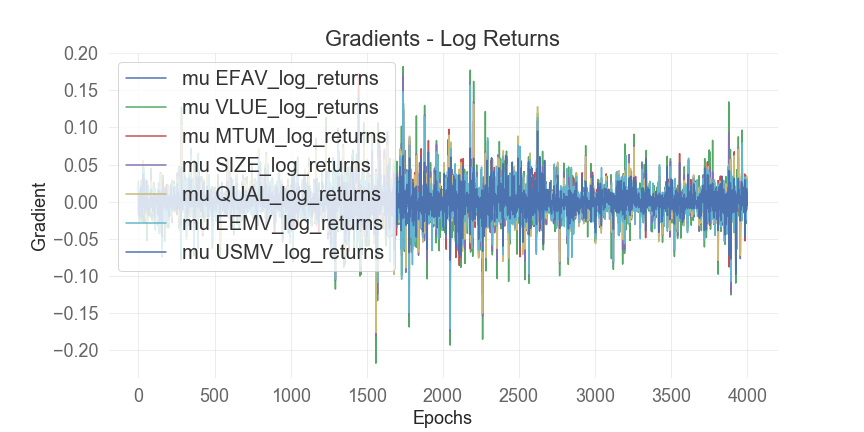 Gradients - Log Returns
0.20
0.15
0.10
0.05
0.00
−0.05
−0.10
−0.15
−0.20
Gradient
mu EFAV_log_returns
mu VLUE_log_returns
mu MTUM_log_returns
mu SIZE_log_returns
mu QUAL_log_returns
mu EEMV_log_returns
mu USMV_log_returns
0 500 1000 1500 2000 2500 3000 3500 4000
Epochs